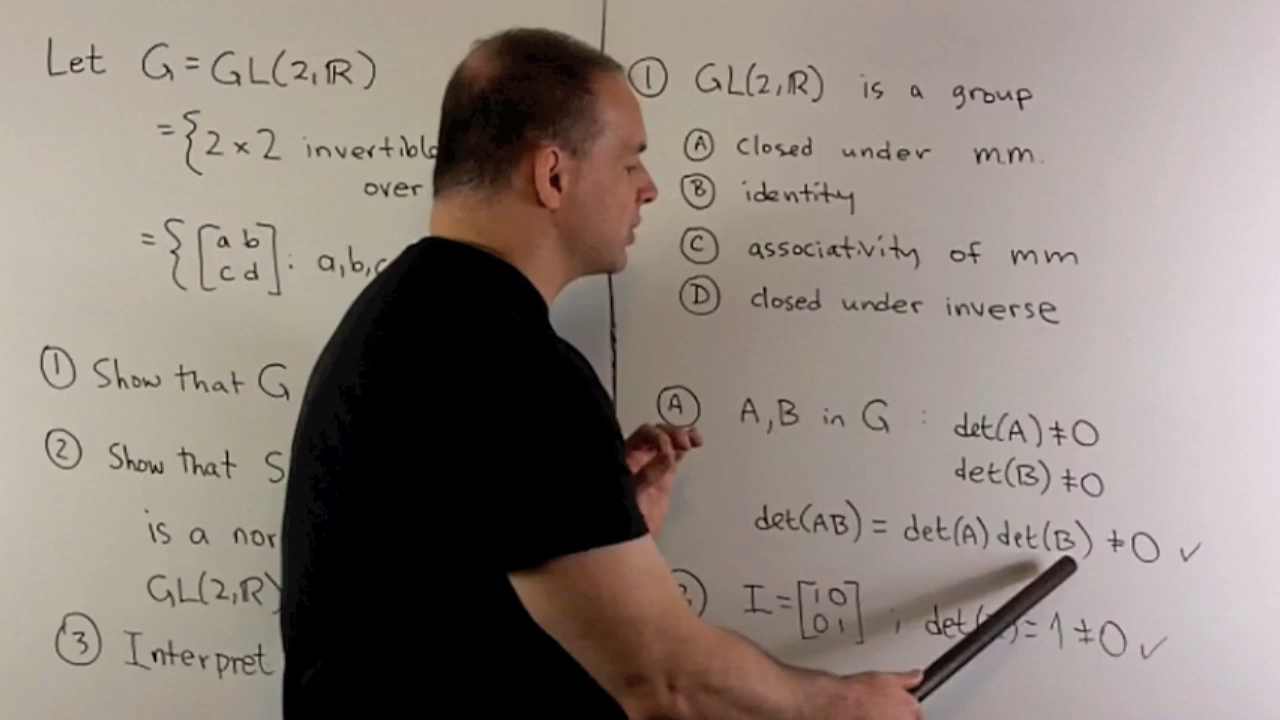 Let G = GL(2,ℝ)
= { 2 × 2 invertible
over
= { [a b; c d] : a,b,c
① Show that G
② Show that S
is a nor
GL(2,ℝ)
③ Interpret
① GL(2,ℝ) is a group
Ⓐ closed under mm.
Ⓑ identity
Ⓒ associativity of mm
Ⓓ closed under inverse
Ⓐ A,B in G : det(A) ≠ 0
det(B) ≠ 0
det(AB) = det(A) det(B) ≠ 0 ✓
I = [1 0; 0 1] ; det( ) = 1 ≠ 0 ✓